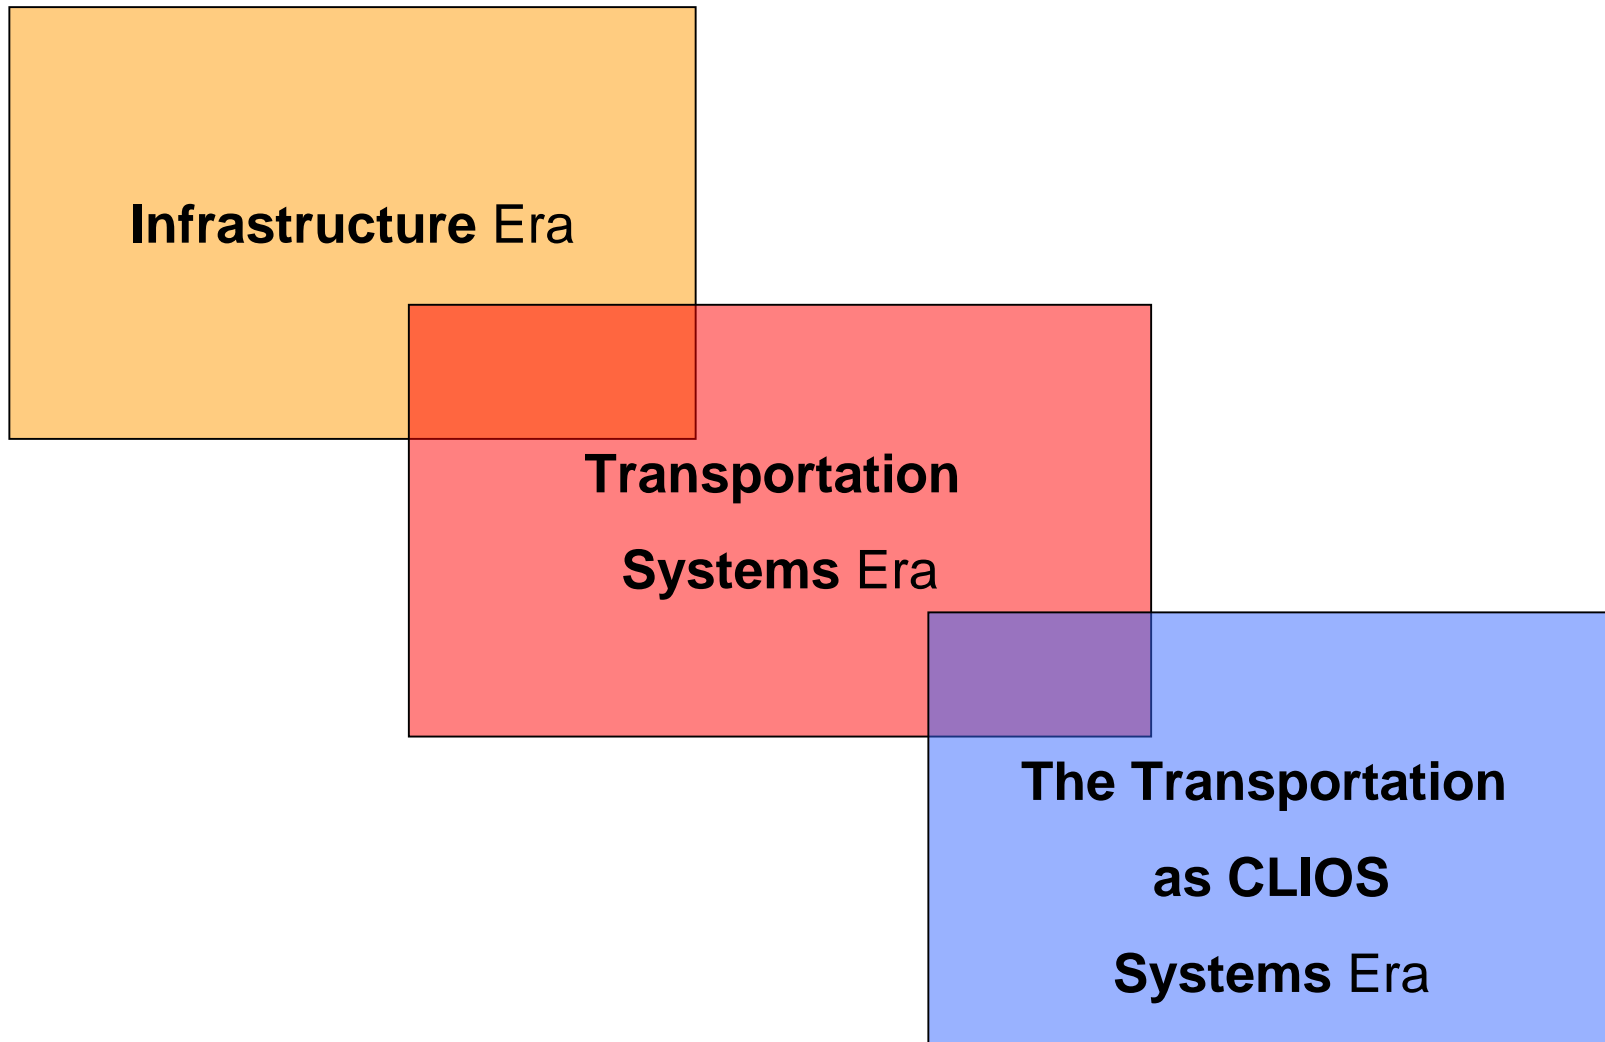 Infrastructure Era
Transportation
Systems Era
The Transportation
as CLIOS
Systems Era